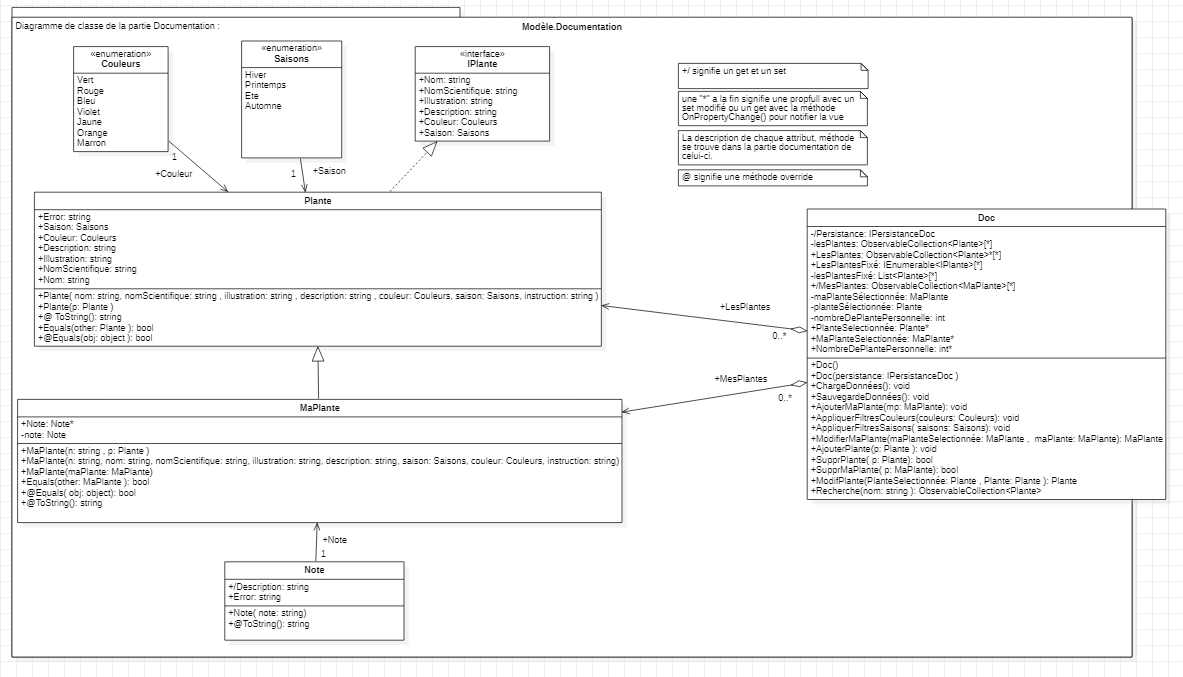 Diagramme de classe de la partie Documentation :
Modèle.Documentation
«enumeration»
Couleurs
Vert
Rouge
Bleu
Violet
Jaune
Orange
Marron
«enumeration»
Saisons
Hiver
Printemps
Ete
Automne
«interface»
IPlante
+Nom: string
+NomScientifique: string
+Illustration: string
+Description: string
+Couleur: Couleurs
+Saison: Saisons
+/ signifie un get et un set
une "*" a la fin signifie une propfull avec un
set modifié ou un get avec la méthode
OnPropertyChange() pour notifier la vue
La description de chaque attribut, méthode
se trouve dans la partie documentation de
celui-ci.
@ signifie une méthode override
1
+Couleur
1
+Saison
Plante
+Error: string
+Saison: Saisons
+Couleur: Couleurs
+Description: string
+Illustration: string
+NomScientifique: string
+Nom: string
+Plante( nom: string, nomScientifique: string , illustration: string , description: string , couleur: Couleurs, saison: Saisons, instruction: string )
+Plante(p: Plante )
+@ ToString(): string
+Equals(other: Plante ): bool
+@Equals(obj: object ): bool
+LesPlantes
0..*
+MesPlantes
0..*
Doc
-/Persistance: IPersistanceDoc
-lesPlantes: ObservableCollection<Plante>[*]
+LesPlantes: ObservableCollection<Plante>*[*]
+LesPlantesFixé: IEnumerable<IPlante>[*]
-lesPlantesFixé: List<Plante>[*]
+/MesPlantes: ObservableCollection<MaPlante>[*]
-maPlanteSélectionnée: MaPlante
-planteSélectionnée: Plante
-nombreDePlantePersonnelle: int
+PlanteSelectionnée: Plante*
+MaPlanteSelectionnée: MaPlante*
+NombreDePlantePersonnelle: int*
+Doc()
+Doc(persistance: IPersistanceDoc )
+ChargeDonnées(): void
+SauvegardeDonnées(): void
+AjouterMaPlante(mp: MaPlante): void
+AppliquerFiltresCouleurs(couleurs: Couleurs): void
+AppliquerFiltresSaisons( saisons: Saisons): void
+ModifierMaPlante(maPlanteSelectionnée: MaPlante , maPlante: MaPlante): MaPlante
+AjouterPlante(p: Plante ): void
+SupprPlante( p: Plante): bool
+SupprMaPlante( p: MaPlante): bool
+ModifPlante(PlanteSelectionnée: Plante , Plante: Plante ): Plante
+Recherche(nom: string ): ObservableCollection<Plante>
MaPlante
+Note: Note*
-note: Note
+MaPlante(n: string , p: Plante )
+MaPlante(n: string, nom: string, nomScientifique: string, illustration: string, description: string, saison: Saisons, couleur: Couleurs, instruction: string)
+MaPlante(maPlante: MaPlante)
+Equals(other: MaPlante ): bool
+@Equals( obj: object): bool
+@ToString(): string
+Note
1
Note
+/Description: string
+Error: string
+Note( note: string)
+@ToString(): string